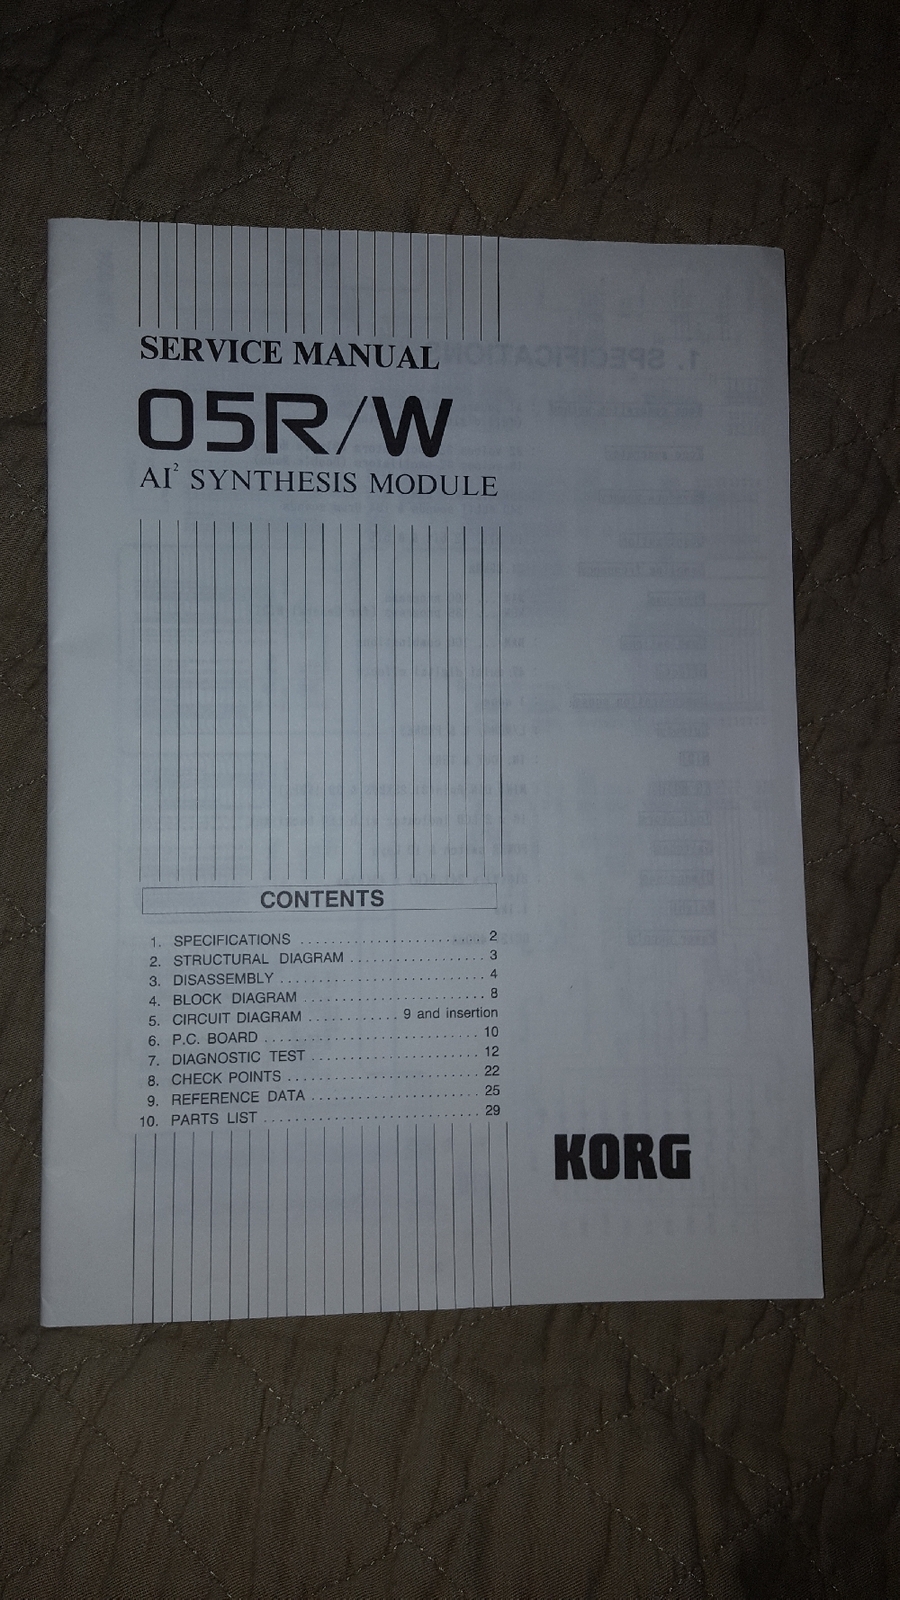 SERVICE MANUAL
05R/W
AI² SYNTHESIS MODULE
CONTENTS
1. SPECIFICATIONS ........................ 2
2. STRUCTURAL DIAGRAM .................. 3
3. DISASSEMBLY ........................... 4
4. BLOCK DIAGRAM ........................ 8
5. CIRCUIT DIAGRAM ............ 9 and insertion
6. P.C. BOARD ............................ 10
7. DIAGNOSTIC TEST ...................... 12
8. CHECK POINTS ......................... 22
9. REFERENCE DATA ...................... 25
10. PARTS LIST ............................ 29
KORG
1. SPECIFICATIONS